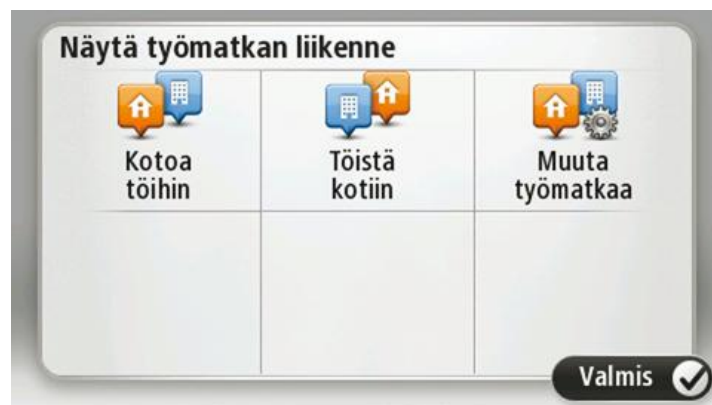 Näytä työmatkan liikenne
Kotoa
töihin
Töistä
kotiin
Muuta
työmatkaa
Valmis